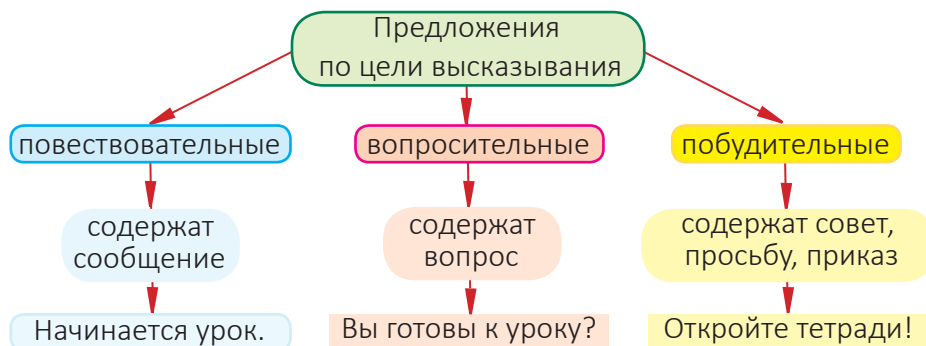 Предложения
по цели высказывания
повествовательные
вопросительные
побудительные
содержат
сообщение
содержат
вопрос
содержат совет,
просьбу, приказ
Начинается урок.
Вы готовы к уроку?
Откройте тетради!